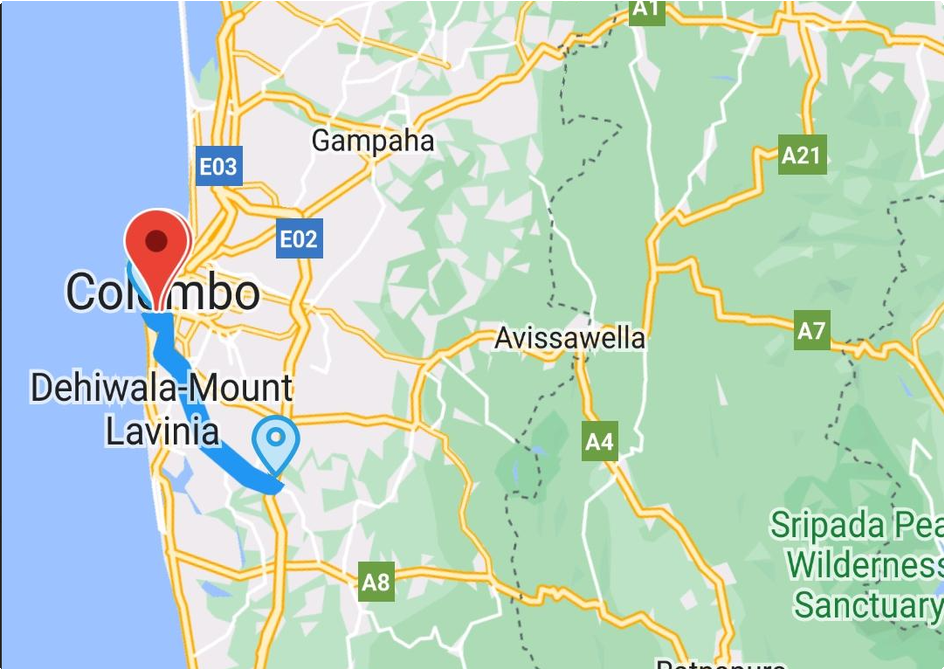 A1
Gampaha
E03
A21
E02
Colombo
Avissawella
A7
Dehiwala-Mount
Lavinia
A4
Sripada Pea
Wilderness
Sanctuary
A8